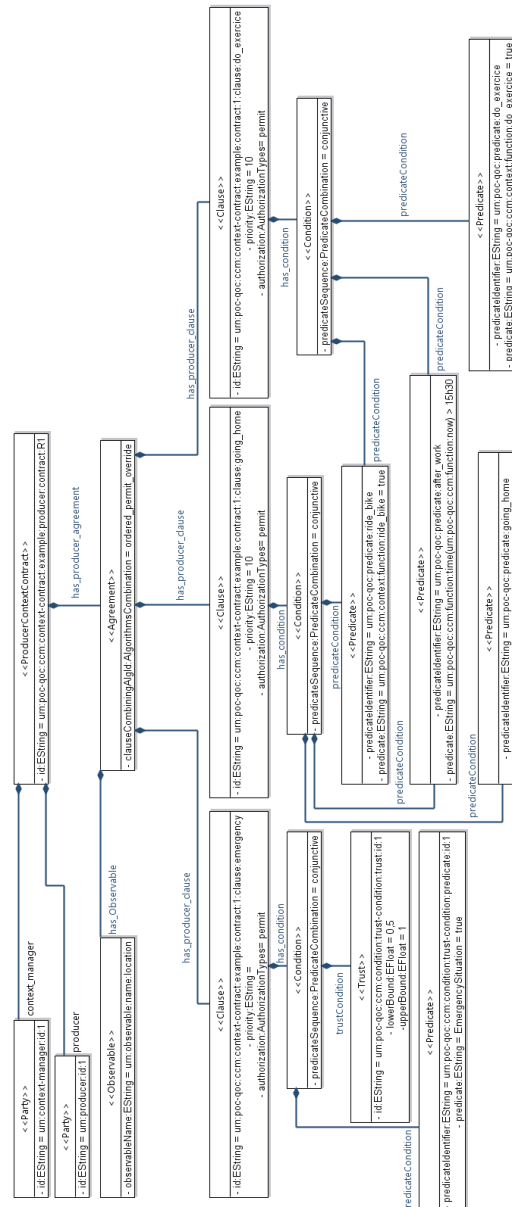 <<ProducerContextContract>>
- id:EString = urn:poc-qoc:ccm:context-contract:example:producer:contract:R1
<<Party>>
- id:EString = urn:context-manager:id:1
context_manager
<<Party>>
- id:EString = urn:producer:id:1
producer
has_producer_agreement
<<Observable>>
- observableName:EString = urn:observable:name:location
has_Observable
<<Agreement>>
- clauseCombiningAlgId:AlgorithmsCombination = ordered_permit_override
has_producer_clause
has_producer_clause
has_producer_clause
<<Clause>>
- id:EString = urn:poc-qoc:ccm:context-contract:example:contract:1:clause:emergency
- priority:EString =
- authorization:AuthorizationTypes= permit
<<Clause>>
- id:EString = urn:poc-qoc:ccm:context-contract:example:contract:1:clause:going_home
- priority:EString = 10
- authorization:AuthorizationTypes= permit
<<Clause>>
- id:EString = urn:poc-qoc:ccm:context-contract:example:contract:1:clause:do_exercice
- priority:EString = 10
- authorization:AuthorizationTypes= permit
has_condition
has_condition
has_condition
<<Condition>>
- predicateSequence:PredicateCombination = conjunctive
<<Condition>>
- predicateSequence:PredicateCombination = conjunctive
<<Condition>>
- predicateSequence:PredicateCombination = conjunctive
trustCondition
predicateCondition
predicateCondition
predicateCondition
predicateCondition
predicateCondition
predicateCondition
predicateCondition
<<Trust>>
- id:EString = urn:poc-qoc:ccm:condition:trust-condition:trust:id:1
- lowerBound:EFloat = 0,5
-upperBound:EFloat = 1
<<Predicate>>
- predicateIdentifier:EString = urn:poc-qoc:ccm:condition:trust-condition:predicate:id:1
- predicate:EString = EmergencySituation = true
<<Predicate>>
- predicateIdentifier:EString = urn:poc-qoc:predicate:ride_bike
- predicate:EString = urn:poc-qoc:ccm:context:function:ride_bike = true
<<Predicate>>
- predicateIdentifier:EString = urn:poc-qoc:predicate:after_work
- predicate:EString = urn:poc-qoc:ccm:function:time(urn:poc-qoc:ccm:function:now) > 15h30
<<Predicate>>
- predicateIdentifier:EString = urn:poc-qoc:predicate:going_home
<<Predicate>>
- predicateIdentifier:EString = urn:poc-qoc:predicate:do_exercice
- predicate:EString = urn:poc-qoc:ccm:context:function:do_exercice = true